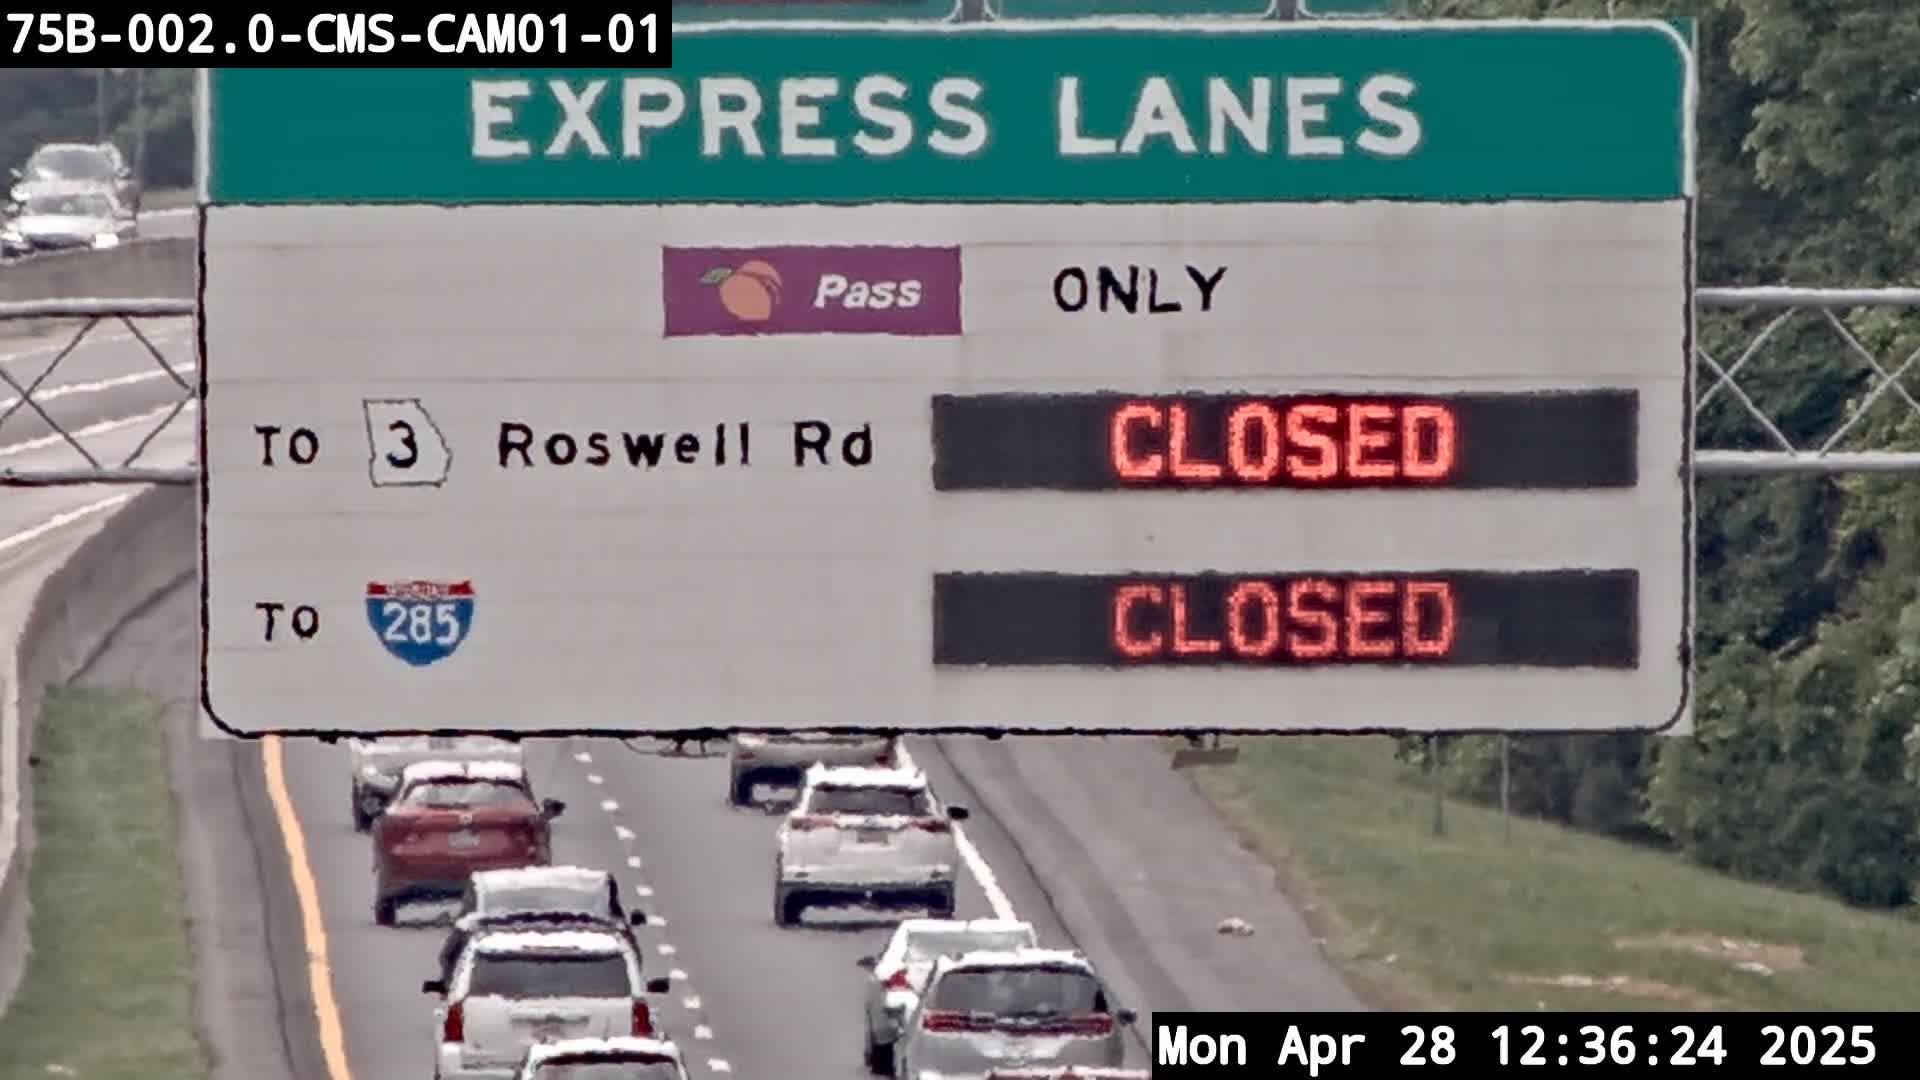 75B-002.0-CMS-CAM01-01
EXPRESS LANES
Pass ONLY
TO 3 Roswell Rd CLOSED
TO 285 CLOSED
Mon Apr 28 12:36:24 2025